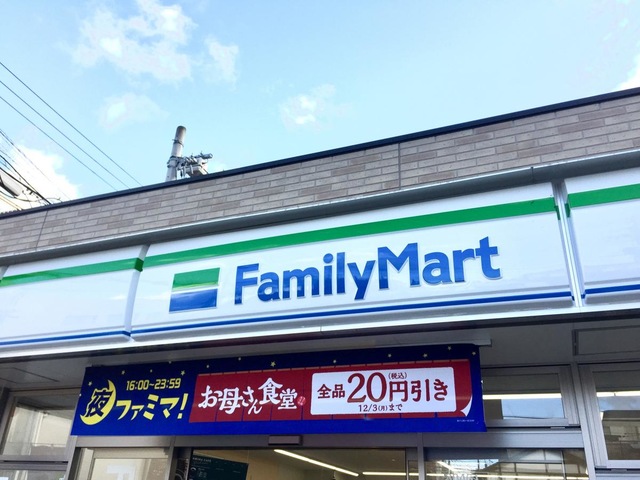 FamilyMart
16:00~23:59
夜ファミマ!
お母さん食堂
全品20円引き
(税込)
12/3(月)まで